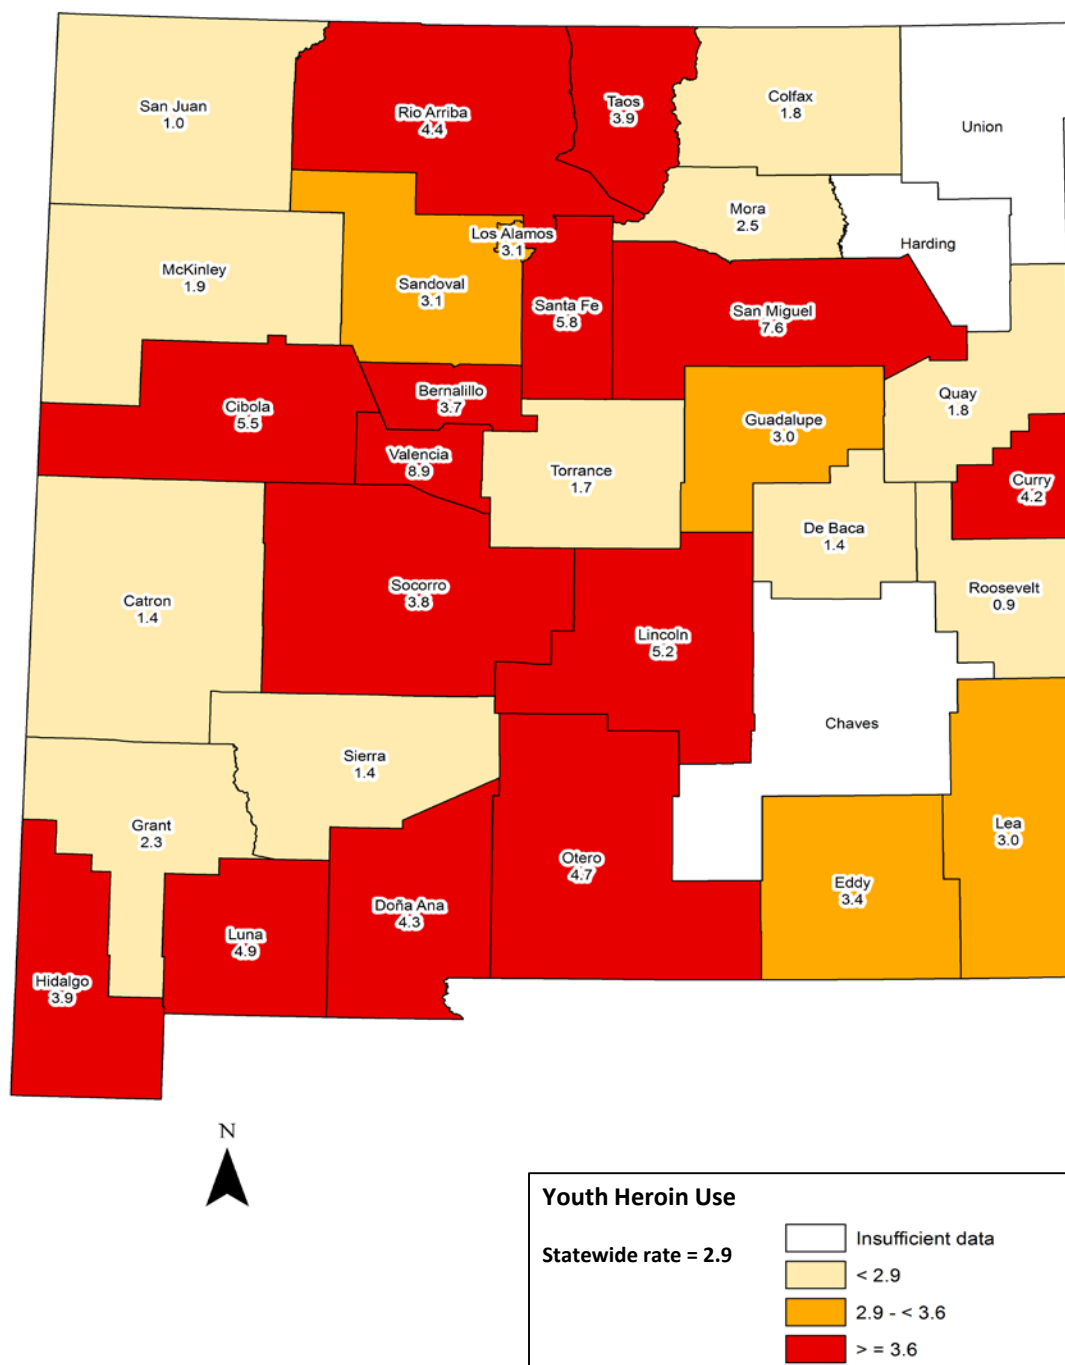 San Juan
1.0
Rio Arriba
4.4
Taos
3.9
Colfax
1.8
Union
Mora
2.5
Los Alamos
3.1
Harding
McKinley
1.9
Sandoval
3.1
Santa Fe
5.8
San Miguel
7.6
Bernalillo
3.7
Cibola
5.5
Quay
1.8
Guadalupe
3.0
Valencia
8.9
Torrance
1.7
Curry
4.2
De Baca
1.4
Socorro
3.8
Roosevelt
0.9
Catron
1.4
Lincoln
5.2
Chaves
Sierra
1.4
Grant
2.3
Lea
3.0
Otero
4.7
Eddy
3.4
Doña Ana
4.3
Luna
4.9
Hidalgo
3.9
N
Youth Heroin Use
Statewide rate = 2.9
Insufficient data
< 2.9
2.9 - < 3.6
> = 3.6